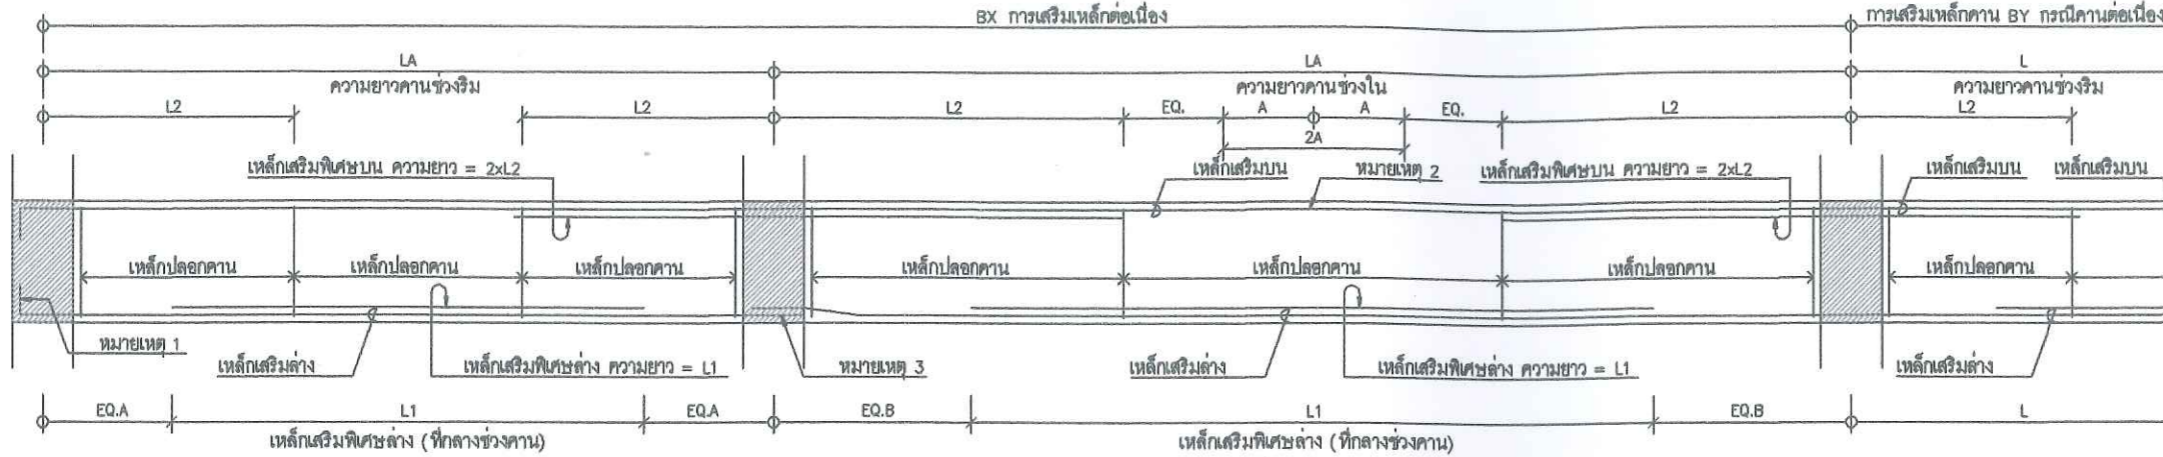 BX การเสริมเหล็กต่อเนื่อง
การเสริมเหล็กคาน BY กรณีคานต่อเนื่อง
LA
LA
L
ความยาวคานช่วงริม
ความยาวคานช่วงใน
ความยาวคานช่วงริม
L2
L2
L2
EQ.
A
A
EQ.
L2
L2
2A
เหล็กเสริมพิเศษบน ความยาว = 2xL2
เหล็กเสริมบน
หมายเหตุ 2
เหล็กเสริมพิเศษบน ความยาว = 2xL2
เหล็กเสริมบน
เหล็กเสริมบน
เหล็กปลอกคาน
เหล็กปลอกคาน
เหล็กปลอกคาน
เหล็กปลอกคาน
เหล็กปลอกคาน
เหล็กปลอกคาน
เหล็กปลอกคาน
หมายเหตุ 1
เหล็กเสริมล่าง
เหล็กเสริมพิเศษล่าง ความยาว = L1
หมายเหตุ 3
เหล็กเสริมล่าง
เหล็กเสริมพิเศษล่าง ความยาว = L1
เหล็กเสริมล่าง
EQ.A
L1
EQ.A
EQ.B
L1
EQ.B
L
เหล็กเสริมพิเศษล่าง (ที่กลางช่วงคาน)
เหล็กเสริมพิเศษล่าง (ที่กลางช่วงคาน)